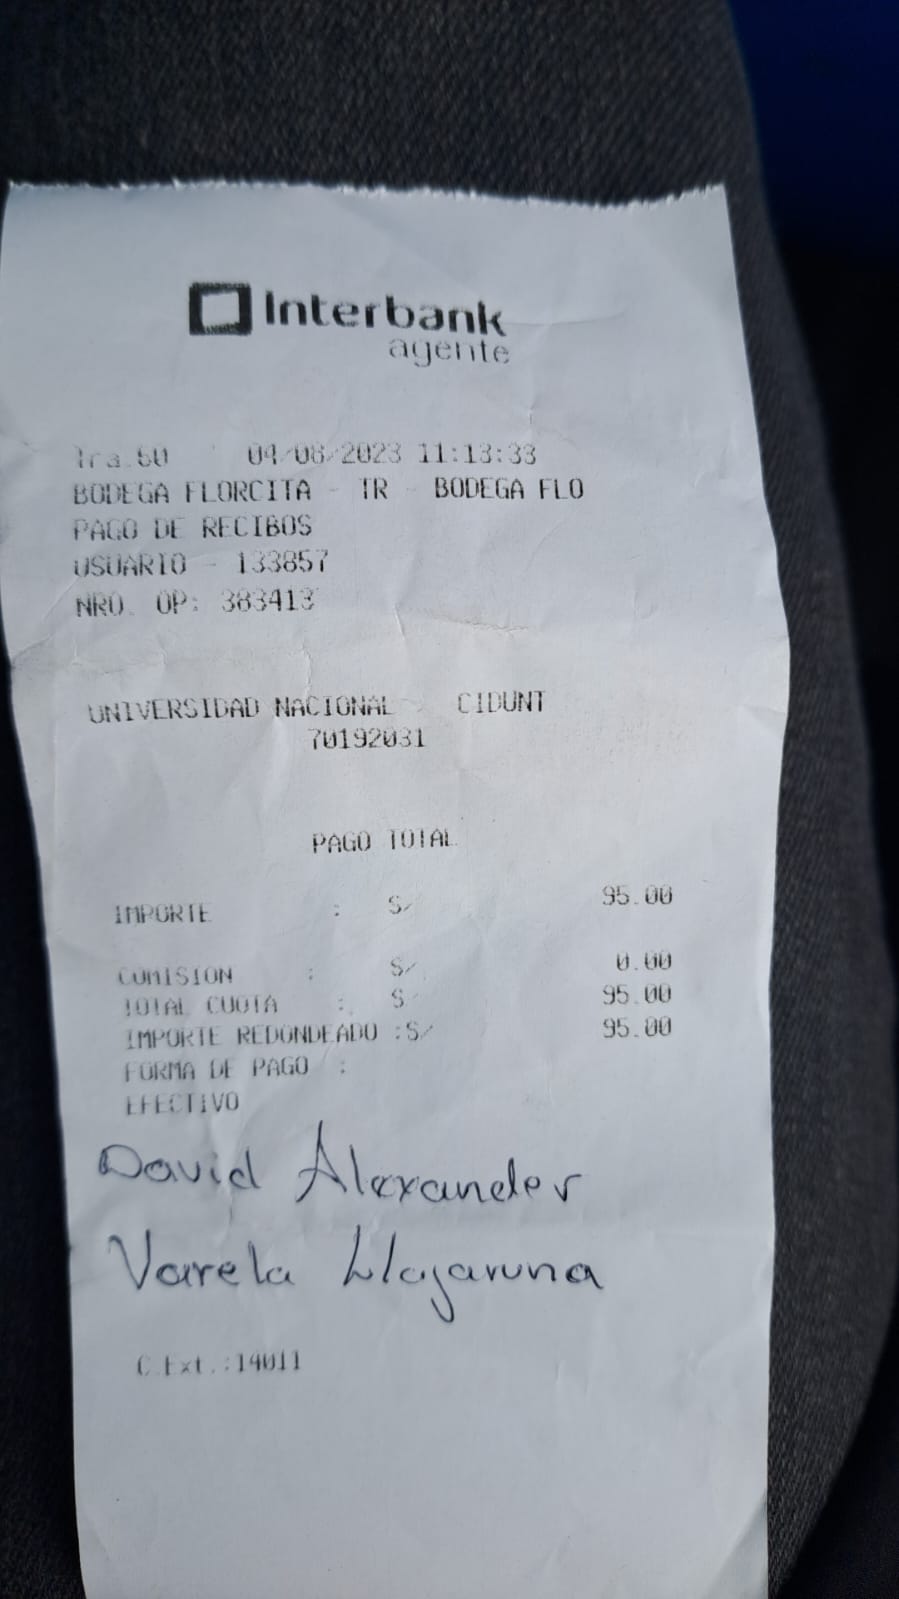 Interbank
agente
Tra.60 04/08/2023 11:13:33
BODEGA FLORCITA - TR - BODEGA FLO
PAGO DE RECIBOS
USUARIO - 133857
NRO. OP: 383413
UNIVERSIDAD NACIONAL - CIDUNT
70192031
PAGO TOTAL
IMPORTE : S/ 95.00
COMISION : S/ 0.00
TOTAL CUOTA : S 95.00
IMPORTE REDONDEADO :S/ 95.00
FORMA DE PAGO :
EFECTIVO
David Alexander
Varela Llajaruna
C.Ext.:14011